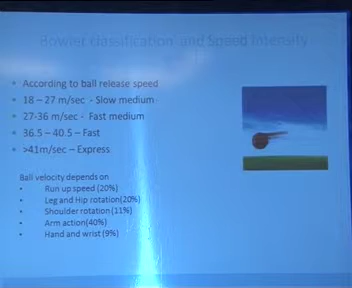 Bowler classification and Speed Intensity
According to ball release speed
18 – 27 m/sec - Slow medium
27-36 m/sec - Fast medium
36.5 – 40.5 – Fast
>41m/sec – Express
Ball velocity depends on
Run up speed (20%)
Leg and Hip rotation(20%)
Shoulder rotation (11%)
Arm action(40%)
Hand and wrist (9%)